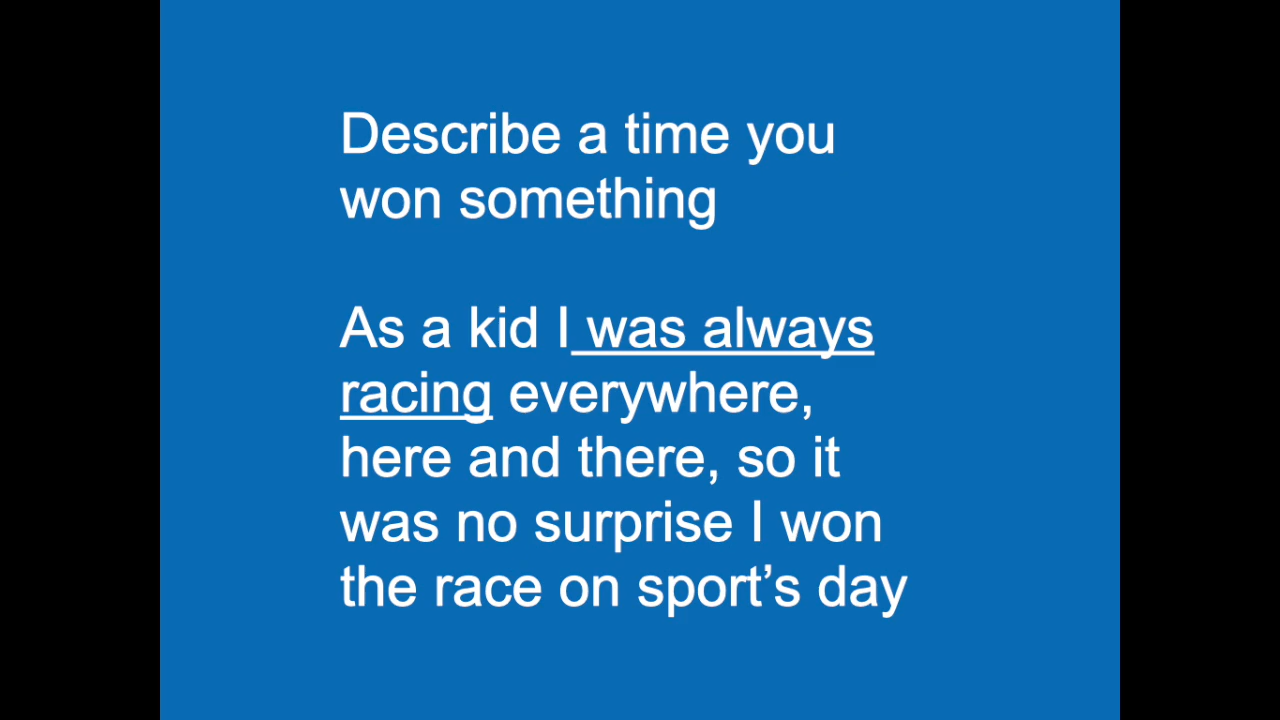 Describe a time you
won something
As a kid I was always
racing everywhere,
here and there, so it
was no surprise I won
the race on sport’s day